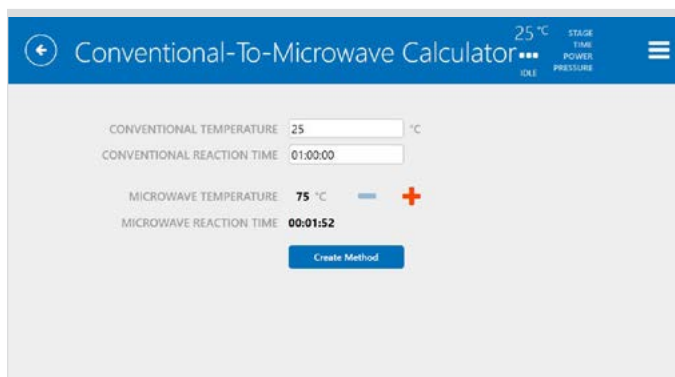 Conventional-To-Microwave Calculator
25 °C
IDLE
STAGE
TIME
POWER
PRESSURE
CONVENTIONAL TEMPERATURE 25 °C
CONVENTIONAL REACTION TIME 01:00:00
MICROWAVE TEMPERATURE 75 °C
MICROWAVE REACTION TIME 00:01:52
Create Method